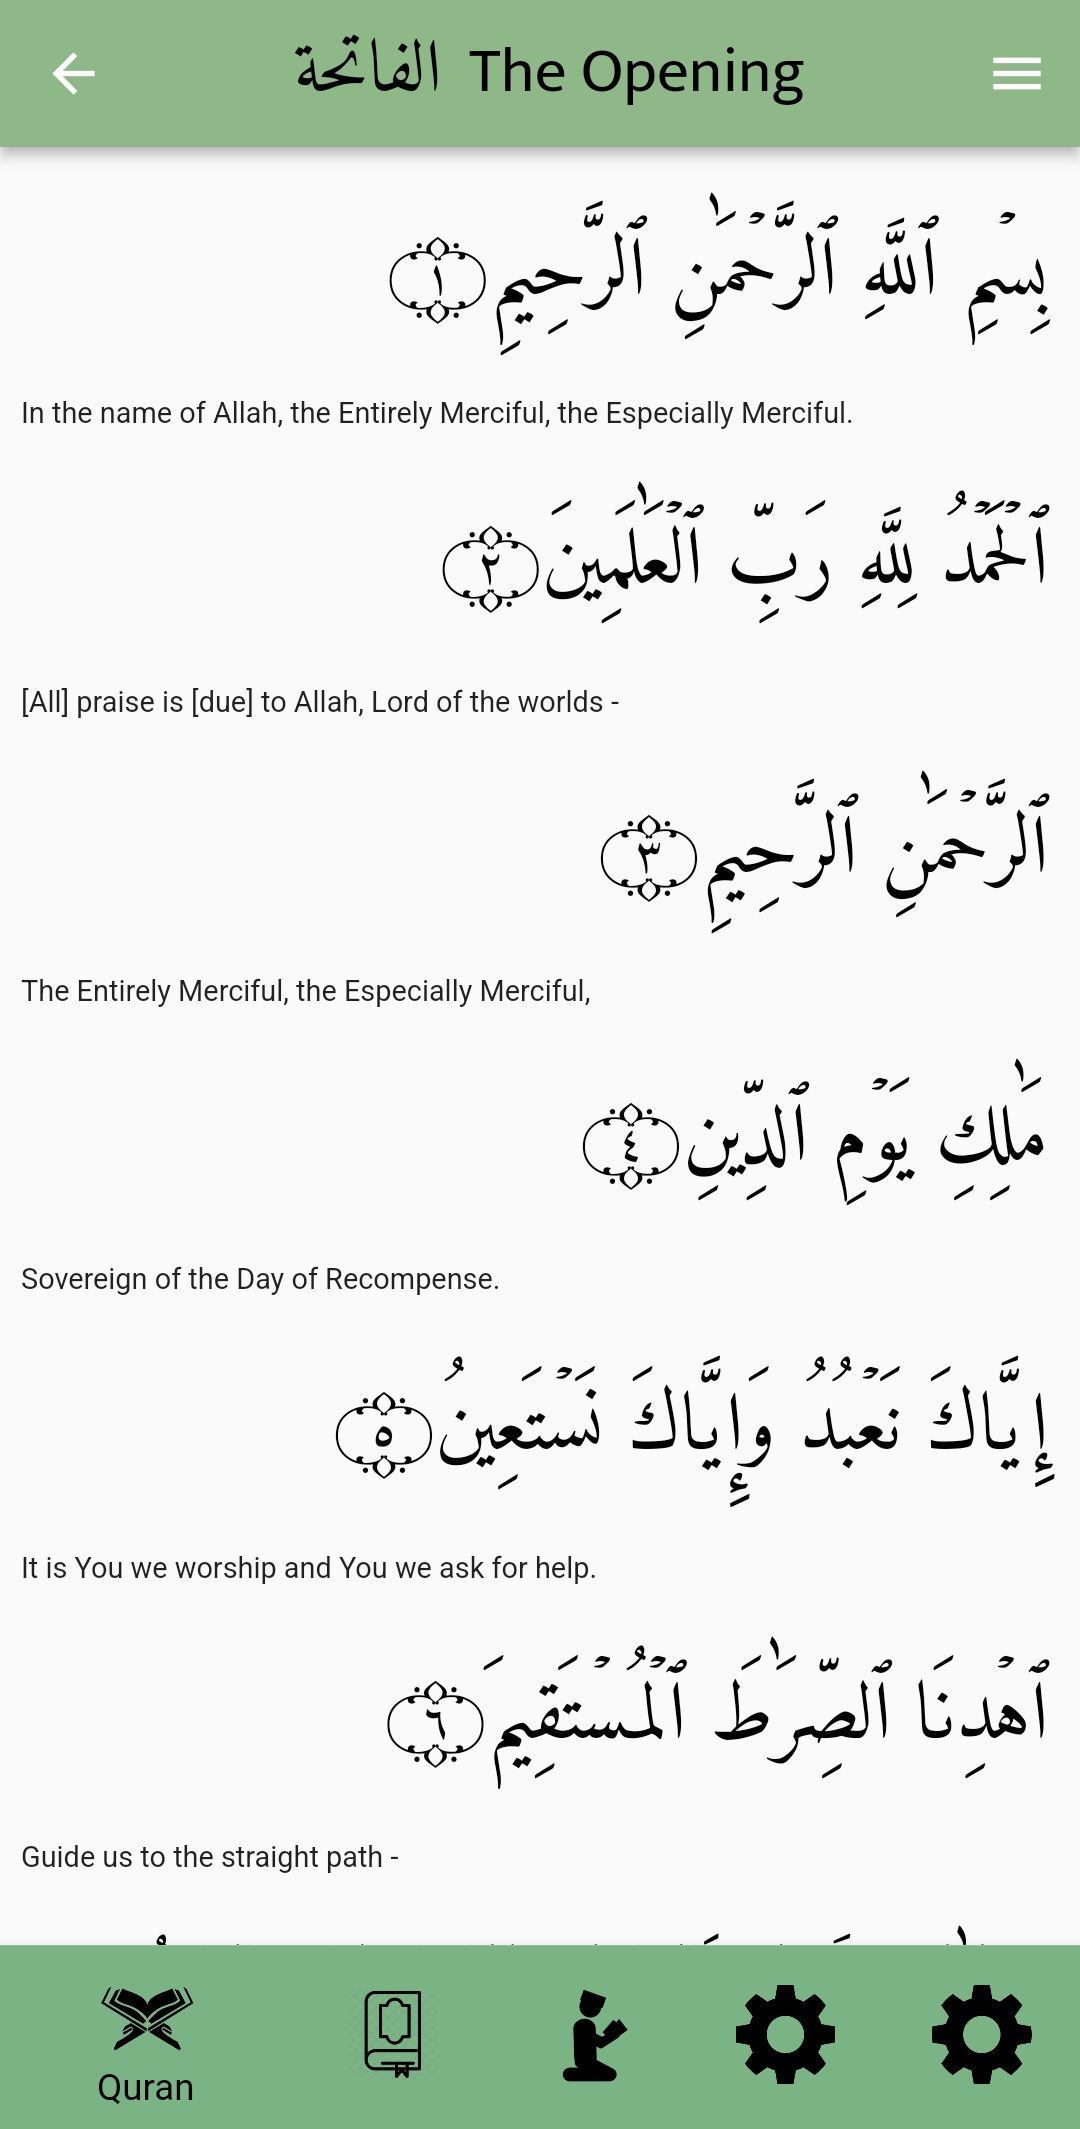 الفاتحة The Opening
بِسۡمِ ٱللَّهِ ٱلرَّحۡمَٰنِ ٱلرَّحِيمِ ١
In the name of Allah, the Entirely Merciful, the Especially Merciful.
ٱلۡحَمۡدُ لِلَّهِ رَبِّ ٱلۡعَٰلَمِينَ ٢
[All] praise is [due] to Allah, Lord of the worlds -
ٱلرَّحۡمَٰنِ ٱلرَّحِيمِ ٣
The Entirely Merciful, the Especially Merciful,
مَٰلِكِ يَوۡمِ ٱلدِّينِ ٤
Sovereign of the Day of Recompense.
إِيَّاكَ نَعۡبُدُ وَإِيَّاكَ نَسۡتَعِينُ ٥
It is You we worship and You we ask for help.
ٱهۡدِنَا ٱلصِّرَٰطَ ٱلۡمُسۡتَقِيمَ ٦
Guide us to the straight path -
Quran